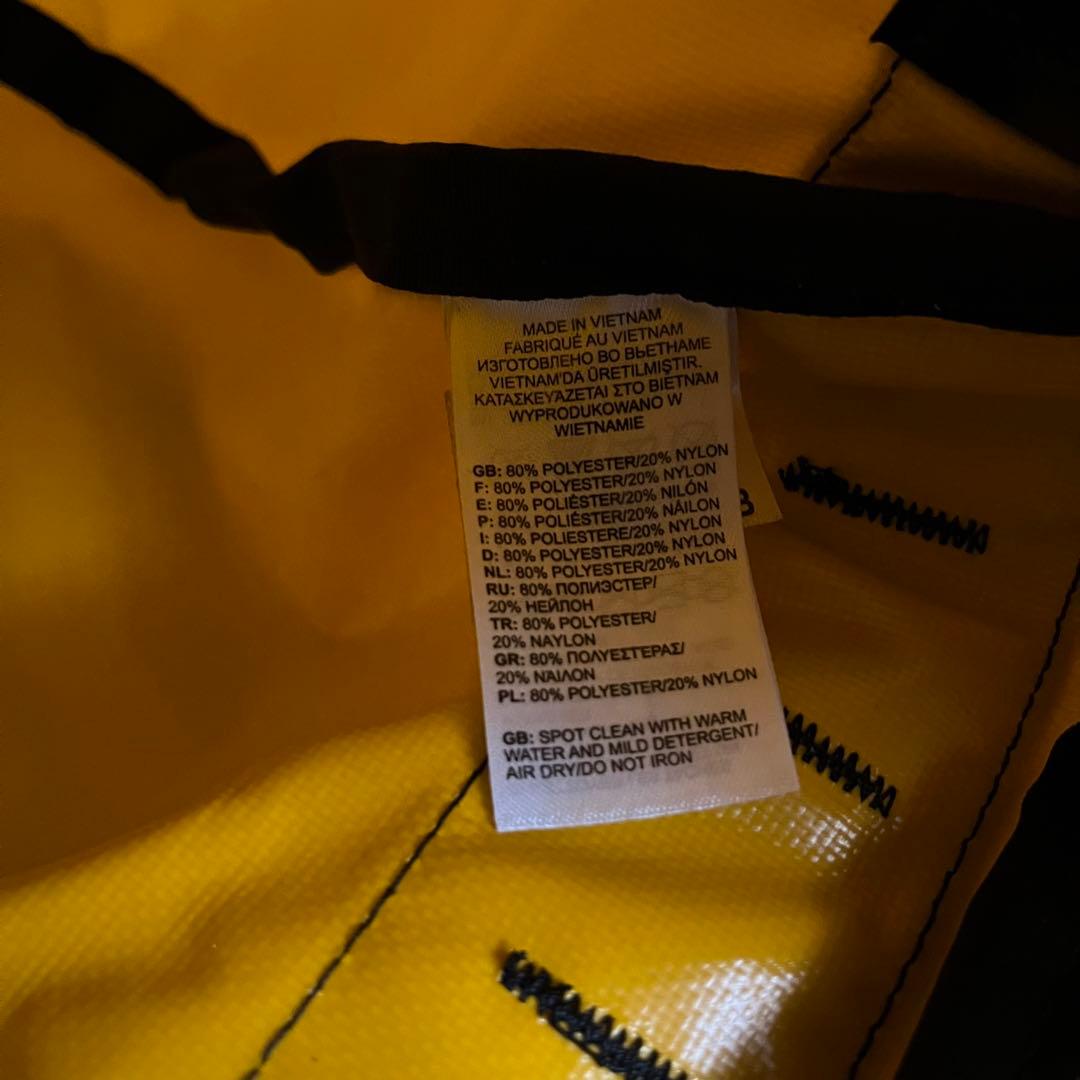 MADE IN VIETNAM
FABRIQUÉ AU VIETNAM
ИЗГОТОВЛЕНО ВО ВЬЕТНАМЕ
VIETNAM'DA ÜRETILMIŞTIR.
ΚΑΤΑΣΚΕΥΆΖΕΤΑΙ ΣΤΟ ΒΙΕΤΝΆΜ
WYPRODUKOWANO W
WIETNAMIE
GB: 80% POLYESTER/20% NYLON
F: 80% POLYESTER/20% NYLON
E: 80% POLIÉSTER/20% NILÓN
P: 80% POLIÉSTER/20% NÁILON
I: 80% POLIESTERE/20% NYLON
D: 80% POLYESTER/20% NYLON
NL: 80% POLYESTER/20% NYLON
RU: 80% ПОЛИЭСТЕР/
20% НЕЙЛОН
TR: 80% POLYESTER/
20% NAYLON
GR: 80% ΠΟΛΥΕΣΤΕΡΑΣ/
20% ΝΆΙΛΟΝ
PL: 80% POLYESTER/20% NYLON
GB: SPOT CLEAN WITH WARM
WATER AND MILD DETERGENT/
AIR DRY/DO NOT IRON